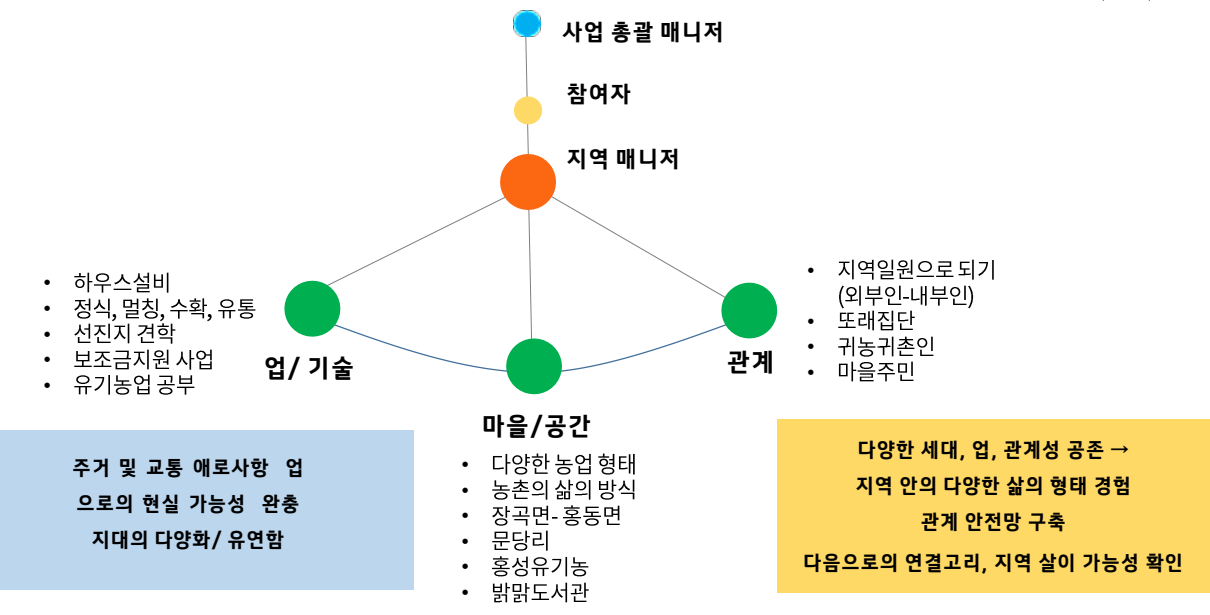 사업 총괄 매니저
참여자
지역 매니저
• 하우스설비
• 정식, 멀칭, 수확, 유통
• 선진지 견학
• 보조금지원 사업
• 유기농업 공부
업/ 기술
• 지역일원으로 되기
(외부인-내부인)
• 또래집단
• 귀농귀촌인
• 마을주민
관계
마을/공간
• 다양한 농업 형태
• 농촌의 삶의 방식
• 장곡면- 홍동면
• 문당리
• 홍성유기농
• 밝맑도서관
주거 및 교통 애로사항 업
으로의 현실 가능성 완충
지대의 다양화/ 유연함
다양한 세대, 업, 관계성 공존 →
지역 안의 다양한 삶의 형태 경험
관계 안전망 구축
다음으로의 연결고리, 지역 살이 가능성 확인